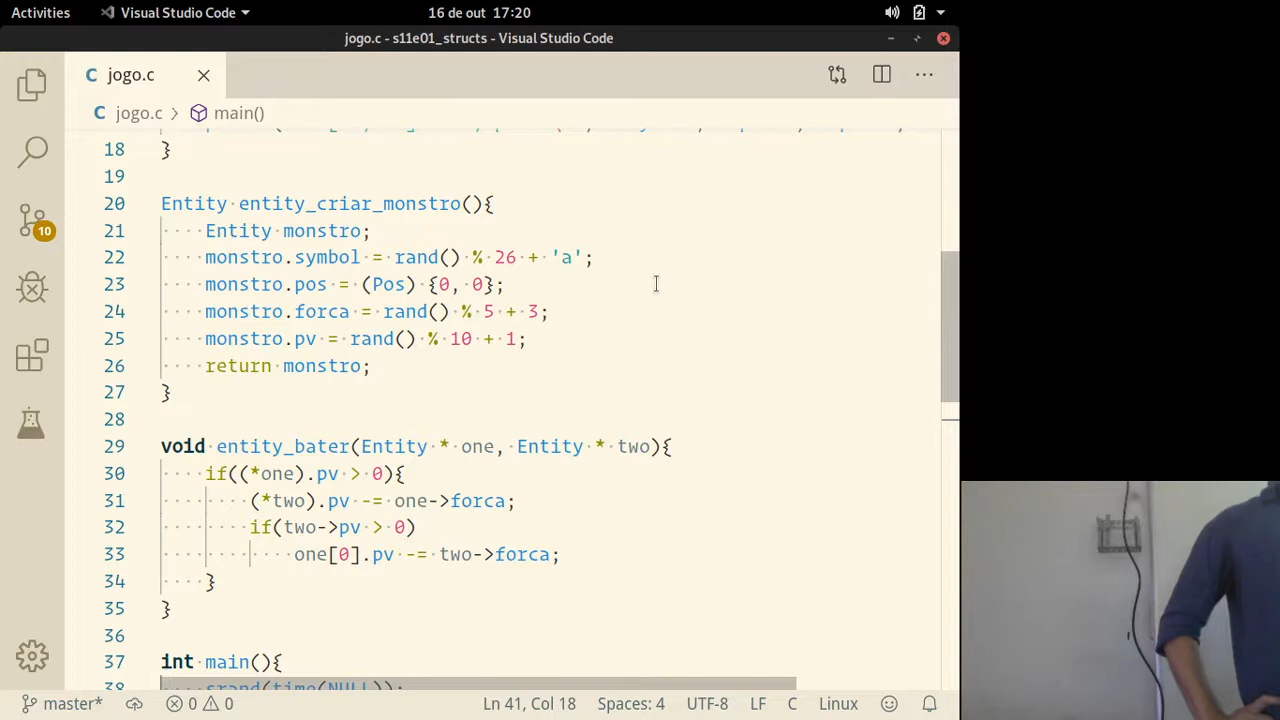 Activities Visual Studio Code 16 de out 17:20
jogo.c - s11e01_structs - Visual Studio Code
C jogo.c
C jogo.c > main()
18 }
19
20 Entity entity_criar_monstro(){
21 Entity monstro;
22 monstro.symbol = rand() % 26 + 'a';
23 monstro.pos = (Pos) {0, 0};
24 monstro.forca = rand() % 5 + 3;
25 monstro.pv = rand() % 10 + 1;
26 return monstro;
27 }
28
29 void entity_bater(Entity * one, Entity * two){
30 if((*one).pv > 0){
31 (*two).pv -= one->forca;
32 if(two->pv > 0)
33 one[0].pv -= two->forca;
34 }
35 }
36
37 int main(){
38 srand(time(NULL));
10
master* 0 0 Ln 41, Col 18 Spaces: 4 UTF-8 LF C Linux